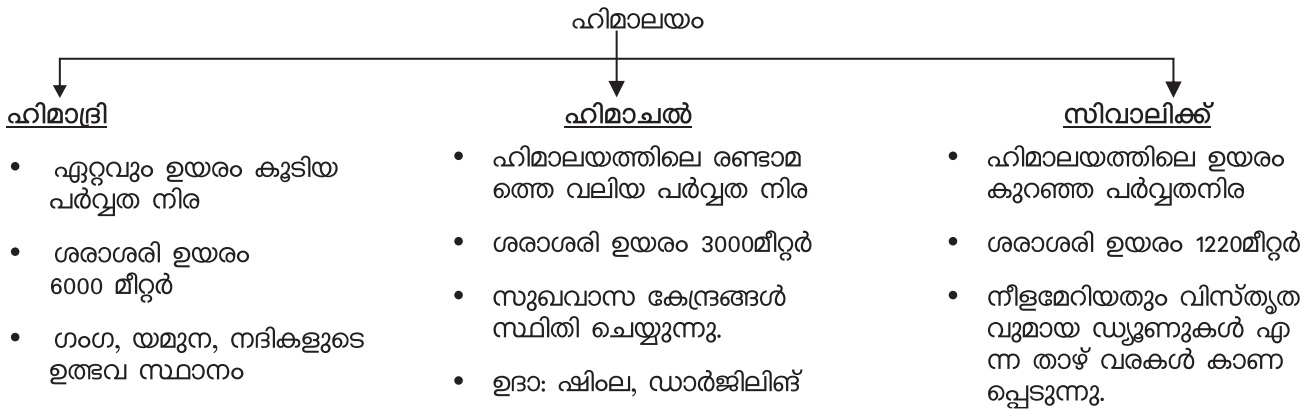 ഹിമാലയം
ഹിമാദ്രി
• ഏറ്റവും ഉയരം കൂടിയ
പർവ്വത നിര
• ശരാശരി ഉയരം
6000 മീറ്റർ
• ഗംഗ, യമുന, നദികളുടെ
ഉത്ഭവ സ്ഥാനം
ഹിമാചൽ
• ഹിമാലയത്തിലെ രണ്ടാമ
ത്തെ വലിയ പർവ്വത നിര
• ശരാശരി ഉയരം 3000മീറ്റർ
• സുഖവാസ കേന്ദ്രങ്ങൾ
സ്ഥിതി ചെയ്യുന്നു.
• ഉദാ: ഷിംല, ഡാർജിലിങ്
സിവാലിക്ക്
• ഹിമാലയത്തിലെ ഉയരം
കുറഞ്ഞ പർവ്വതനിര
• ശരാശരി ഉയരം 1220മീറ്റർ
• നീളമേറിയതും വിസ്തൃത
വുമായ ഡ്യൂണുകൾ എ
ന്ന താഴ് വരകൾ കാണ
പ്പെടുന്നു.